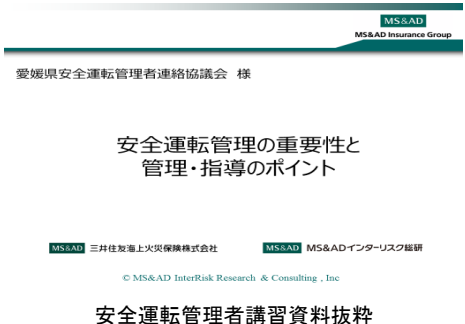 MS&AD
MS&AD Insurance Group
愛媛県安全運転管理者連絡協議会 様
安全運転管理の重要性と
管理・指導のポイント
MS&AD 三井住友海上火災保険株式会社 MS&AD MS&ADインターリスク総研
© MS&AD InterRisk Research & Consulting , Inc
安全運転管理者講習資料抜粋